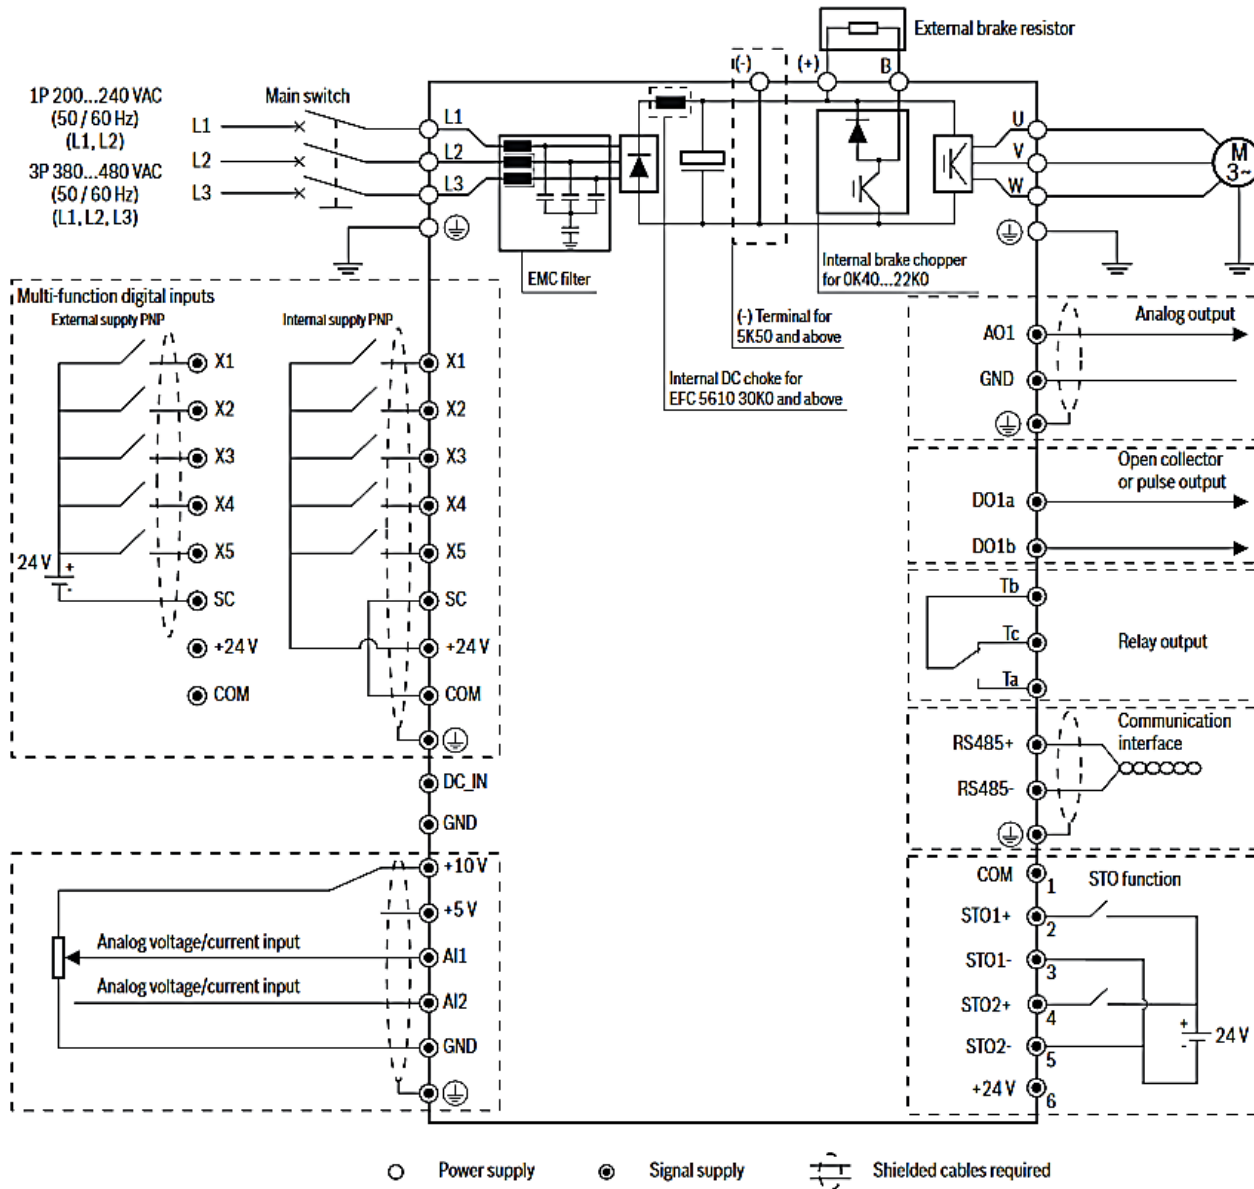 External brake resistor
(-)
(+)
B
1P 200...240 VAC
(50 / 60 Hz)
(L1, L2)
3P 380...480 VAC
(50 / 60 Hz)
(L1, L2, L3)
Main switch
L1
L2
L3
L1
L2
L3
EMC filter
U
V
W
M
3~
Internal brake chopper
for 0K40...22K0
(-) Terminal for
5K50 and above
Internal DC choke for
EFC 5610 30K0 and above
Multi-function digital inputs
External supply PNP
Internal supply PNP
X1
X2
X3
X4
X5
24 V
+
-
SC
+24 V
COM
X1
X2
X3
X4
X5
SC
+24 V
COM
DC_IN
GND
+10 V
+5 V
Analog voltage/current input
AI1
Analog voltage/current input
AI2
GND
Analog output
AO1
GND
Open collector
or pulse output
DO1a
DO1b
Tb
Tc
Relay output
Ta
Communication
interface
RS485+
RS485-
COM
1
STO function
STO1+
2
STO1-
3
STO2+
4
STO2-
5
+
-
24 V
+24 V
6
Power supply
Signal supply
Shielded cables required